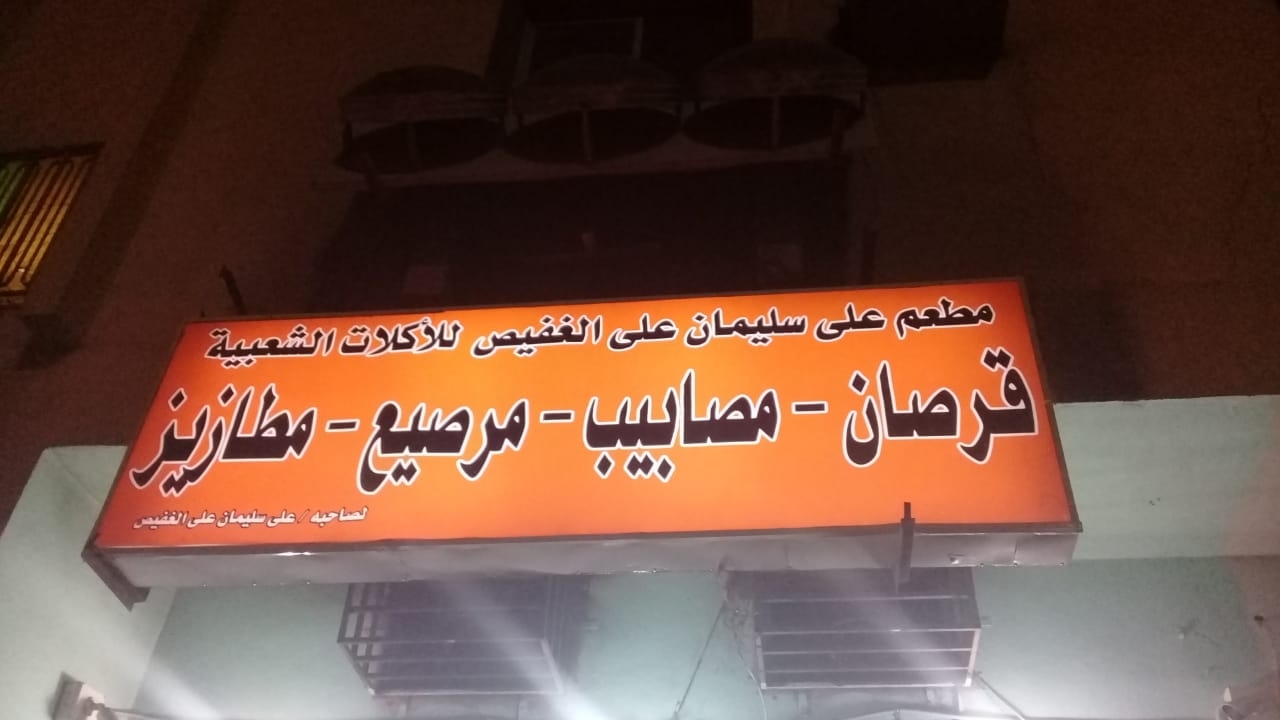 مطعم على سليمان على الغفيص للأكلات الشعبية
قرصان - مصابيب - مرصيع - مطازيز
لصاحبه / على سليمان على الغفيص